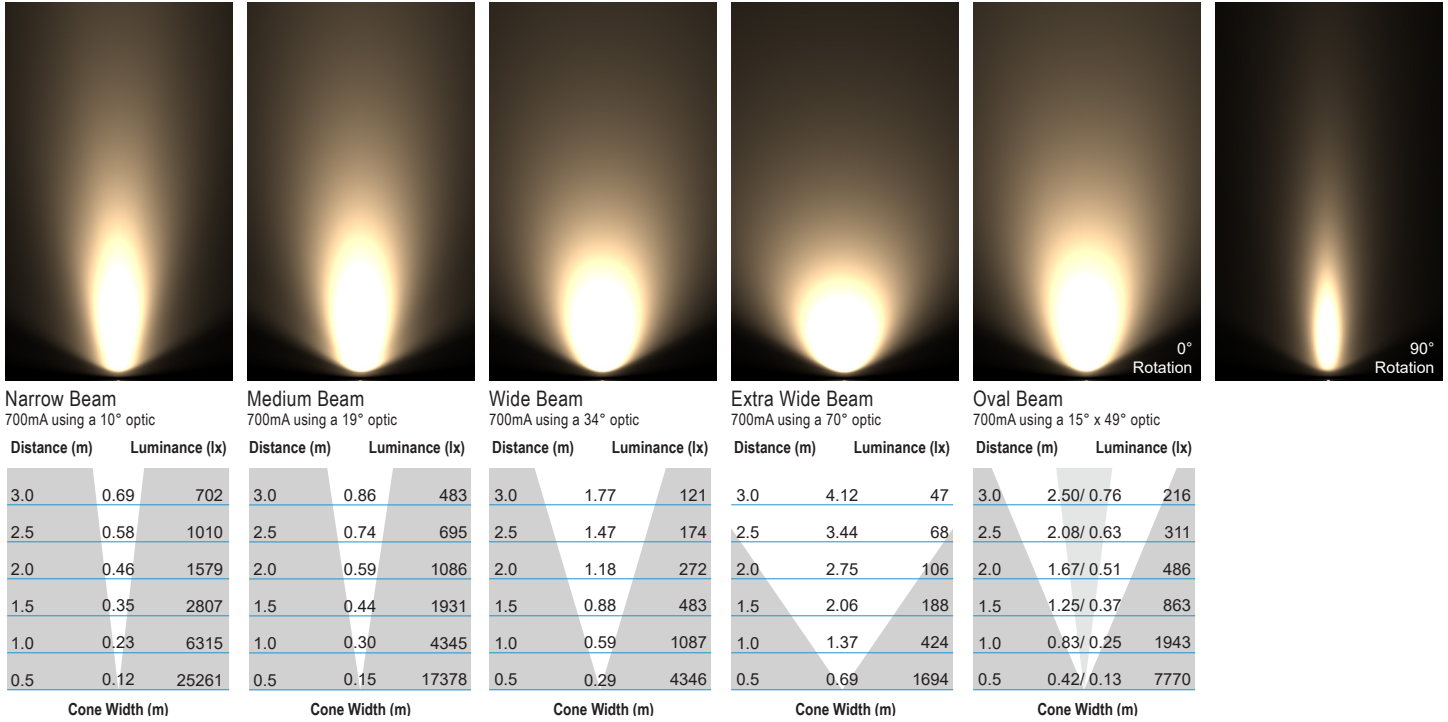 0°
Rotation
90°
Rotation
Narrow Beam
700mA using a 10° optic
Distance (m) Luminance (lx)
3.0 0.69 702
2.5 0.58 1010
2.0 0.46 1579
1.5 0.35 2807
1.0 0.23 6315
0.5 0.12 25261
Cone Width (m)
Medium Beam
700mA using a 19° optic
Distance (m) Luminance (lx)
3.0 0.86 483
2.5 0.74 695
2.0 0.59 1086
1.5 0.44 1931
1.0 0.30 4345
0.5 0.15 17378
Cone Width (m)
Wide Beam
700mA using a 34° optic
Distance (m) Luminance (lx)
3.0 1.77 121
2.5 1.47 174
2.0 1.18 272
1.5 0.88 483
1.0 0.59 1087
0.5 0.29 4346
Cone Width (m)
Extra Wide Beam
700mA using a 70° optic
Distance (m) Luminance (lx)
3.0 4.12 47
2.5 3.44 68
2.0 2.75 106
1.5 2.06 188
1.0 1.37 424
0.5 0.69 1694
Cone Width (m)
Oval Beam
700mA using a 15° x 49° optic
Distance (m) Luminance (lx)
3.0 2.50/ 0.76 216
2.5 2.08/ 0.63 311
2.0 1.67/ 0.51 486
1.5 1.25/ 0.37 863
1.0 0.83/ 0.25 1943
0.5 0.42/ 0.13 7770
Cone Width (m)